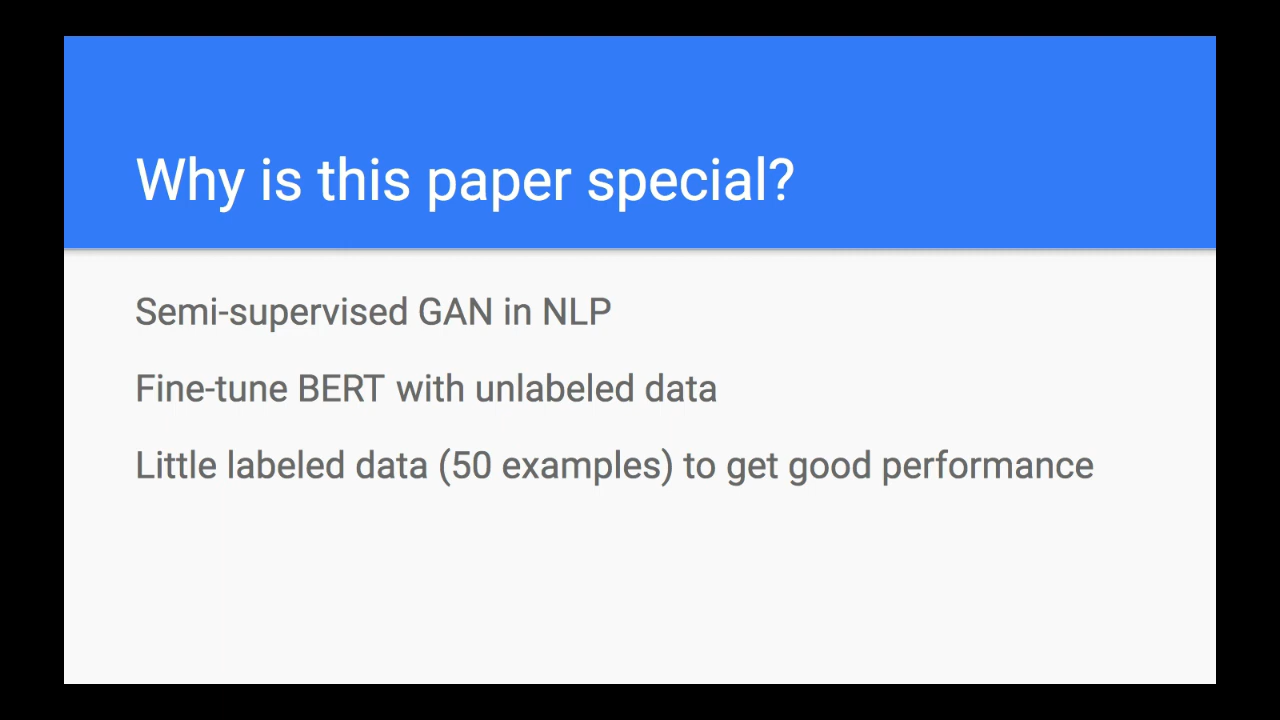 Why is this paper special?
Semi-supervised GAN in NLP
Fine-tune BERT with unlabeled data
Little labeled data (50 examples) to get good performance